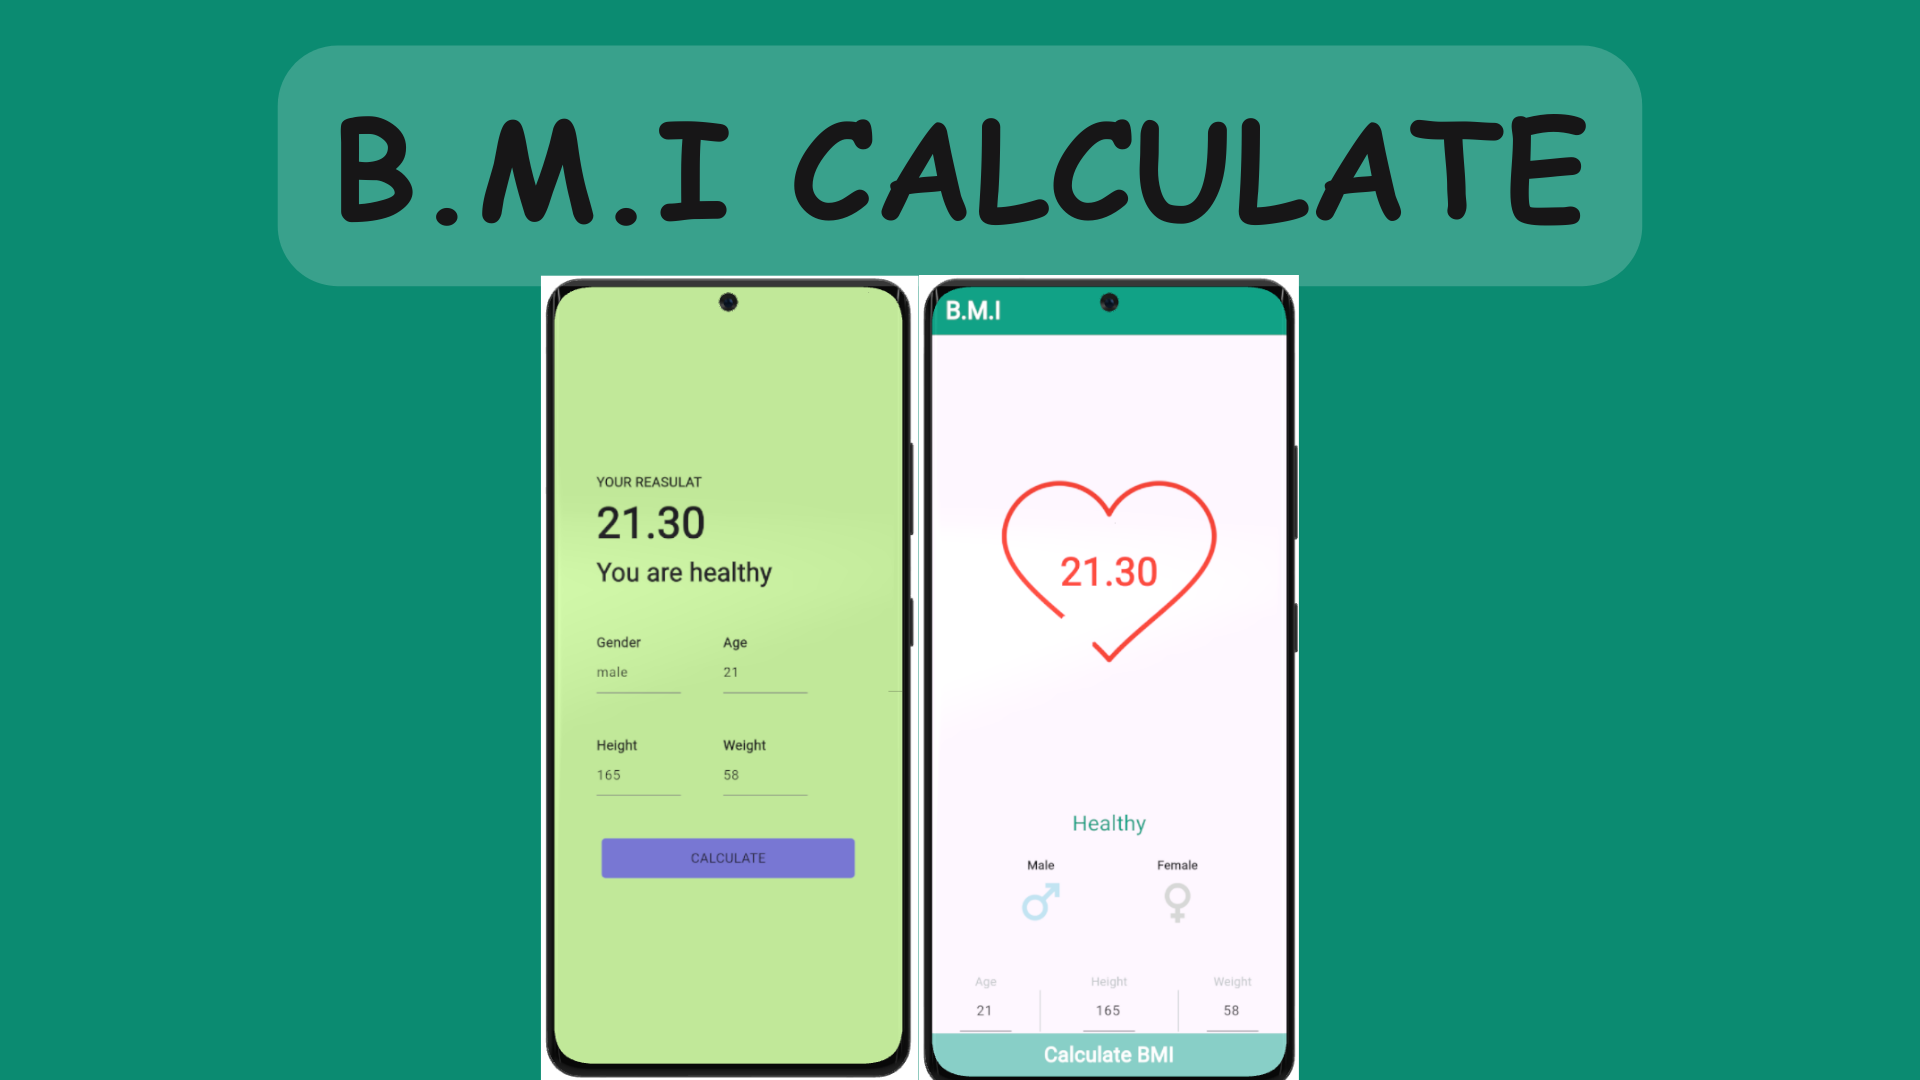 B.M.I CALCULATE
YOUR REASULAT
21.30
You are healthy
Gender Age
male 21
Height Weight
165 58
CALCULATE
B.M.I
21.30
Healthy
Male Female
Age Height Weight
21 165 58
Calculate BMI